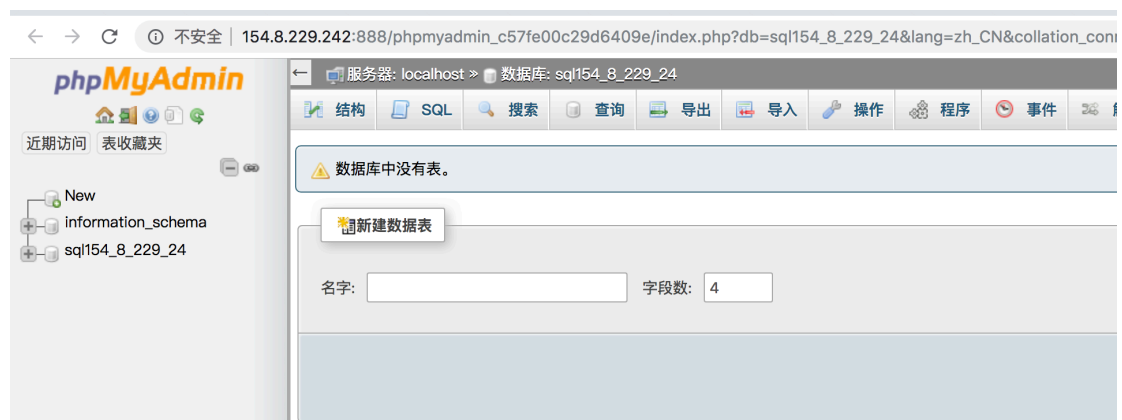 不安全 | 154.8.229.242:888/phpmyadmin_c57fe00c29d6409e/index.php?db=sql154_8_229_24&lang=zh_CN&collation_conn
phpMyAdmin
近期访问 表收藏夹
New
information_schema
sql154_8_229_24
服务器: localhost » 数据库: sql154_8_229_24
结构 SQL 搜索 查询 导出 导入 操作 程序 事件
数据库中没有表。
新建数据表
名字: 字段数: 4